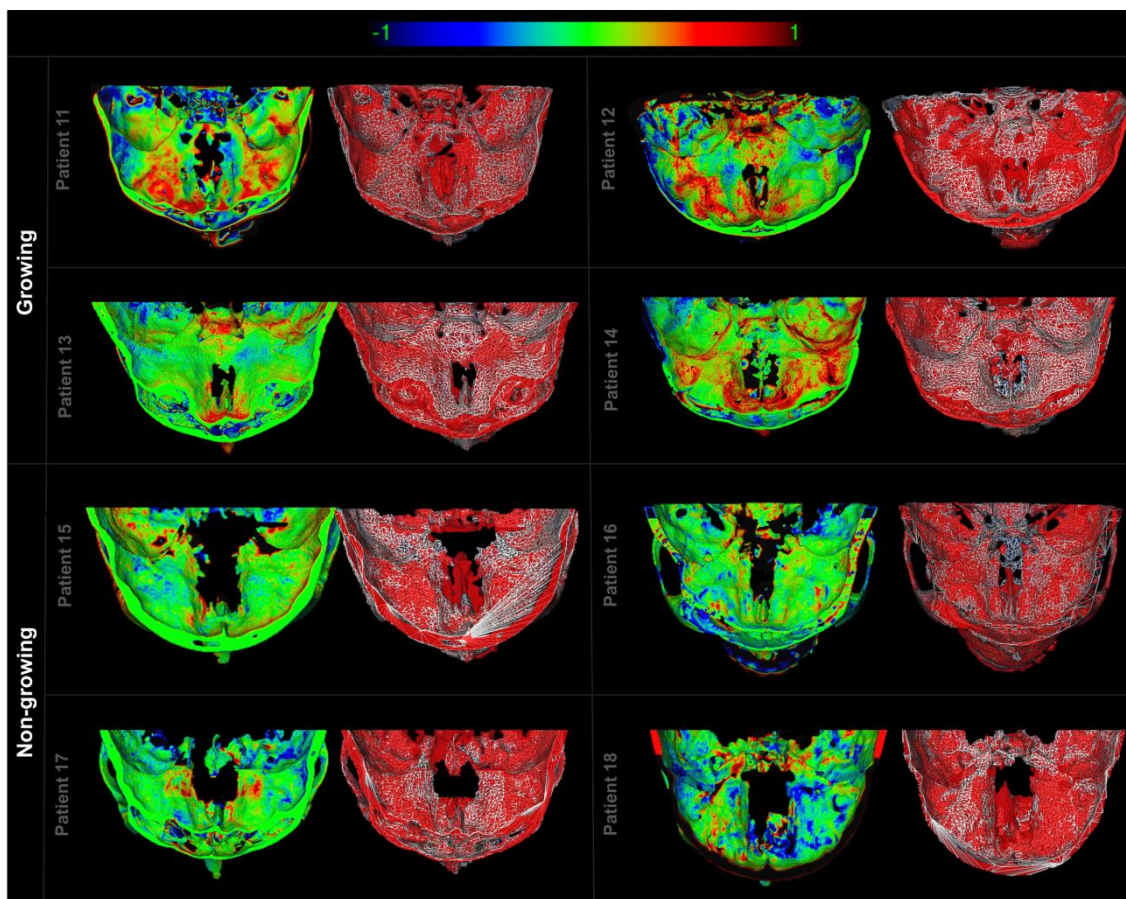 -1 1
Growing
Patient 11
Patient 12
Patient 13
Patient 14
Non-growing
Patient 15
Patient 16
Patient 17
Patient 18